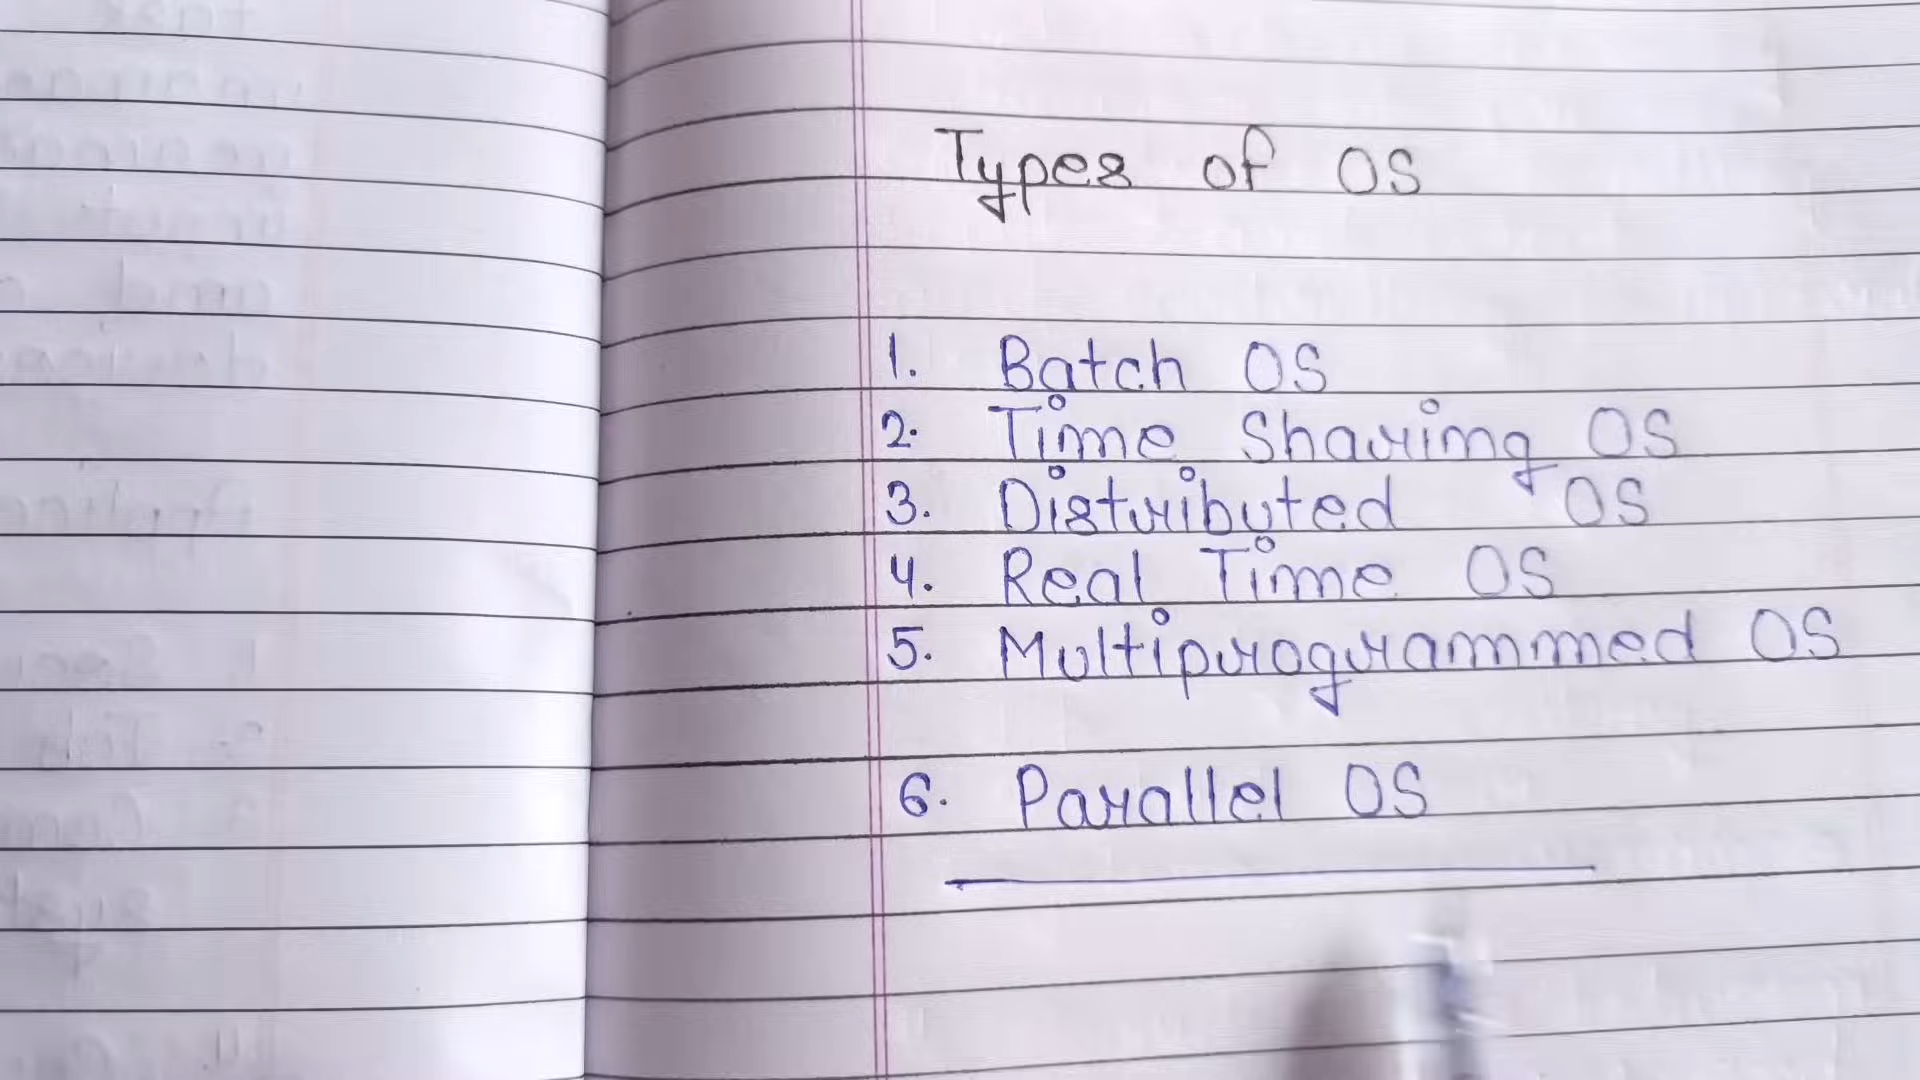 Types of OS
1. Batch OS
2. Time Sharing OS
3. Distributed OS
4. Real Time OS
5. Multiprogrammed OS
6. Parallel OS